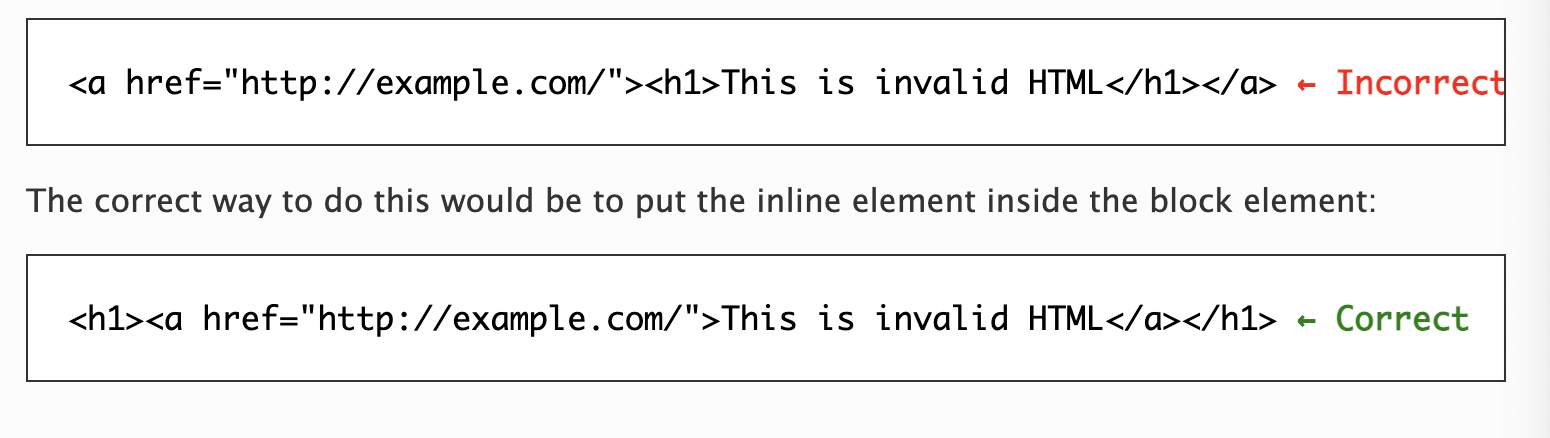 <a href="http://example.com/"><h1>This is invalid HTML</h1></a> ← Incorrect
The correct way to do this would be to put the inline element inside the block element:
<h1><a href="http://example.com/">This is invalid HTML</a></h1> ← Correct